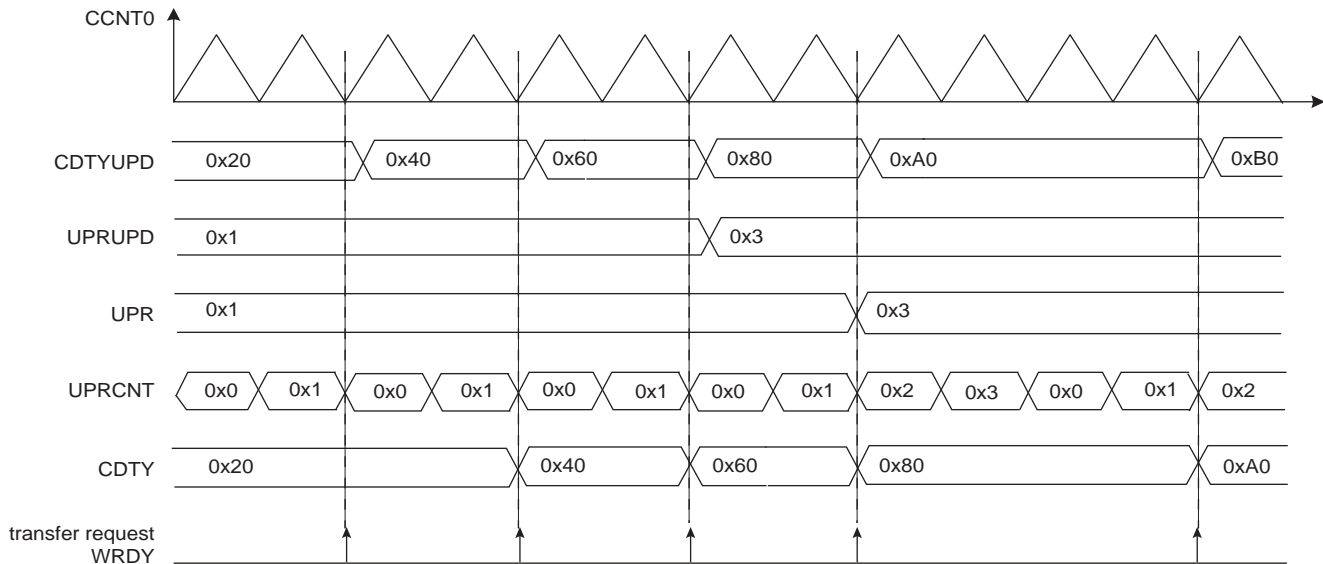 CCNT0
CDTYUPD 0x20 0x40 0x60 0x80 0xA0 0xB0
UPRUPD 0x1 0x3
UPR 0x1 0x3
UPRCNT 0x0 0x1 0x0 0x1 0x0 0x1 0x0 0x1 0x2 0x3 0x0 0x1 0x2
CDTY 0x20 0x40 0x60 0x80 0xA0
transfer request
WRDY